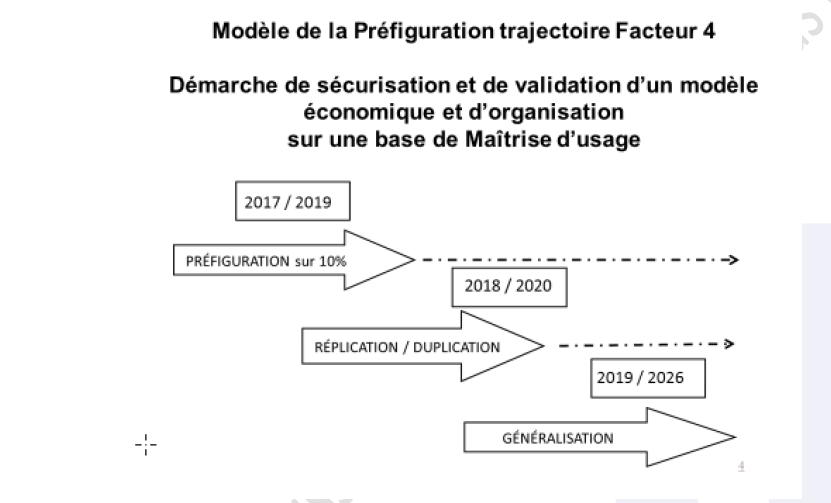 Modèle de la Préfiguration trajectoire Facteur 4
Démarche de sécurisation et de validation d'un modèle
économique et d'organisation
sur une base de Maîtrise d'usage
2017 / 2019
PRÉFIGURATION sur 10%
2018 / 2020
RÉPLICATION / DUPLICATION
2019 / 2026
GÉNÉRALISATION
4